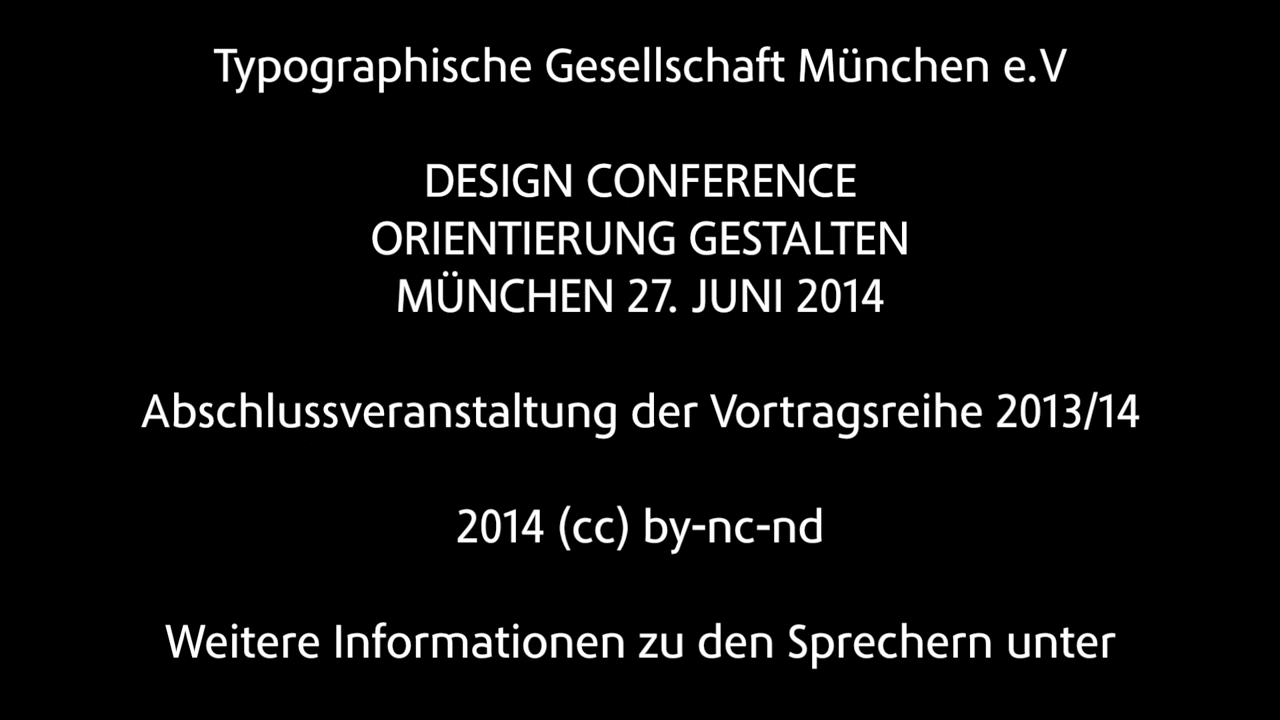 Typographische Gesellschaft München e.V
DESIGN CONFERENCE
ORIENTIERUNG GESTALTEN
MÜNCHEN 27. JUNI 2014
Abschlussveranstaltung der Vortragsreihe 2013/14
2014 (cc) by-nc-nd
Weitere Informationen zu den Sprechern unter